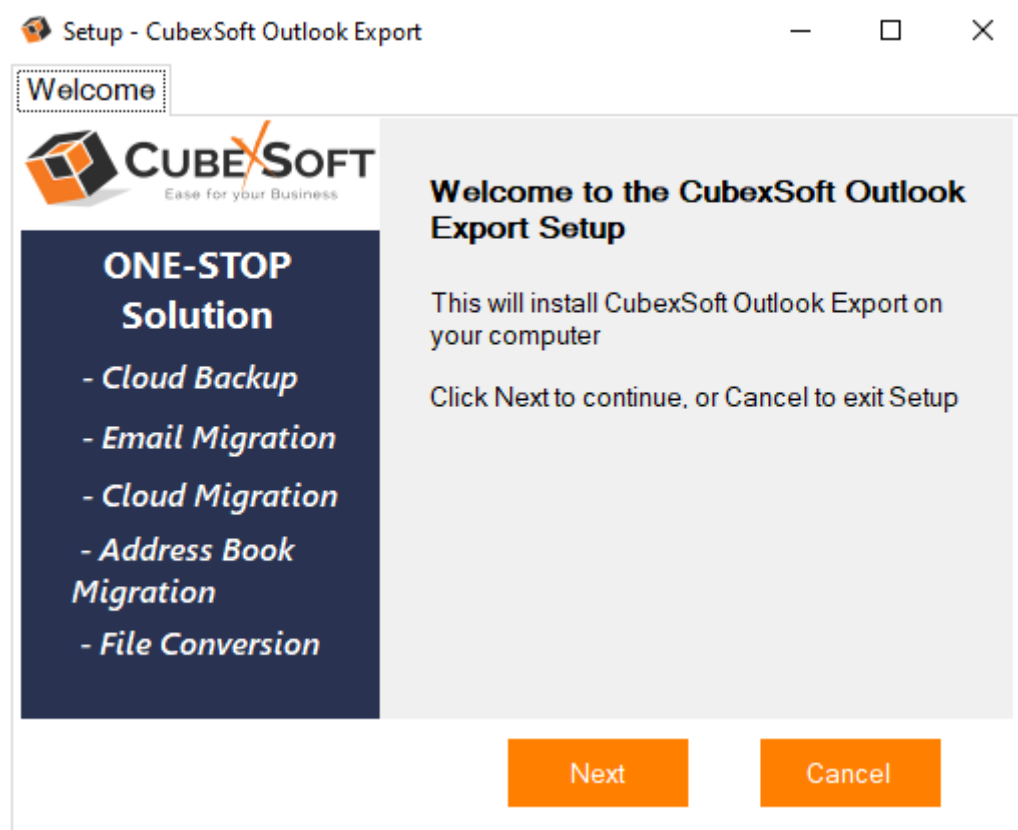 Setup - CubexSoft Outlook Export
Welcome
CUBEXSOFT
Ease for your Business
ONE-STOP
Solution
- Cloud Backup
- Email Migration
- Cloud Migration
- Address Book
Migration
- File Conversion
Welcome to the CubexSoft Outlook
Export Setup
This will install CubexSoft Outlook Export on
your computer
Click Next to continue, or Cancel to exit Setup
Next
Cancel